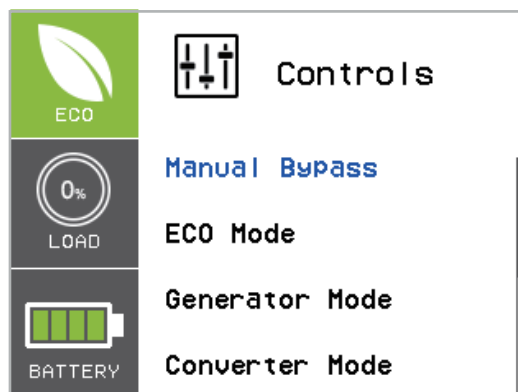 ECO
0%
LOAD
BATTERY
Controls
Manual Bypass
ECO Mode
Generator Mode
Converter Mode